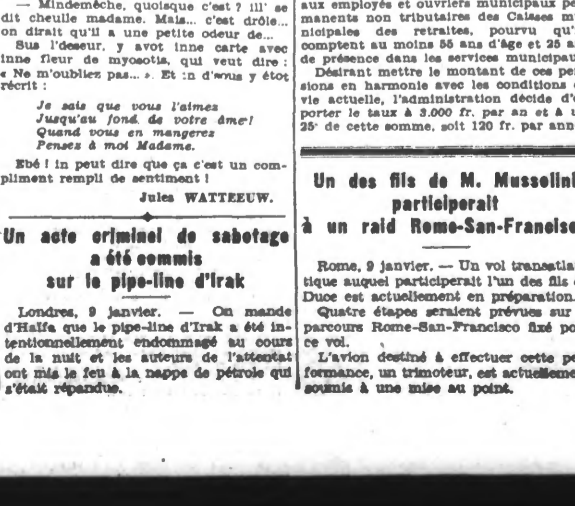 — Mindemêche, quoisque c'est ? ill' se
dit cheulle madame. Mais... c'est drôle...
on dirait qu'il a une petite odeur de...
Sus l'deseur, y avot inne carte avec
inne fleur de myosotis, qui veut dire :
« Ne m'oubliez pas... ». Et in d'sous y étot
récrit :
Je sais que vous l'aimez
Jusqu'au fond de votre âme!
Quand vous en mangerez
Pensez à moi Madame.
Ebé ! in peut dire que ça c'est un com-
pliment rempli de sentiment !
Jules WATTEEUW.
Un acte criminel de sabotage
a été commis
sur le pipe-line d'Irak
Londres, 9 janvier. — On mande
d'Haïfa que le pipe-line d'Irak a été in-
tentionnellement endommagé au cours
de la nuit et les auteurs de l'attentat
ont mis le feu à la nappe de pétrole qui
s'était répandue.
aux employés et ouvriers municipaux pe
manents non tributaires des Caisses m
nicipales des retraites, pourvu qu'
comptent au moins 55 ans d'âge et 25 a
de présence dans les services municipau
Désirant mettre le montant de ces pe
sions en harmonie avec les conditions
vie actuelle, l'administration décide d'
porter le taux à 3.000 fr. par an et à u
25e de cette somme, soit 120 fr. par ann
Un des fils de M. Mussolini
participerait
à un raid Rome-San-Francisc
Rome, 9 janvier. — Un vol transatla
tique auquel participerait l'un des fils
Duce est actuellement en préparation.
Quatre étapes seraient prévues sur
parcours Rome-San-Francisco fixé po
ce vol.
L'avion destiné à effectuer cette pe
formance, un trimoteur, est actuelleme
soumis à une mise au point.